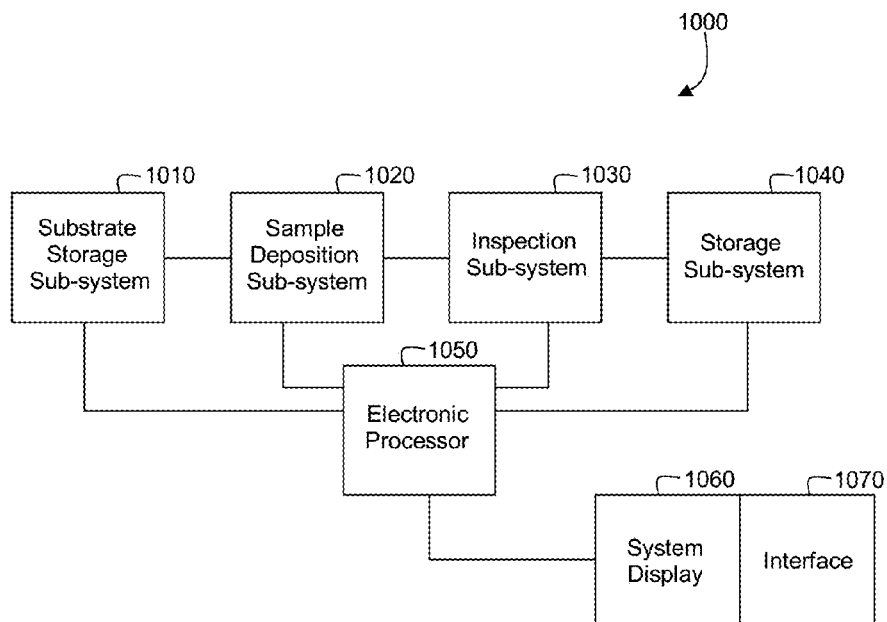 1000
1010
1020
1030
1040
Substrate
Storage
Sub-system
Sample
Deposition
Sub-system
Inspection
Sub-system
Storage
Sub-system
1050
Electronic
Processor
1060
1070
System
Display
Interface